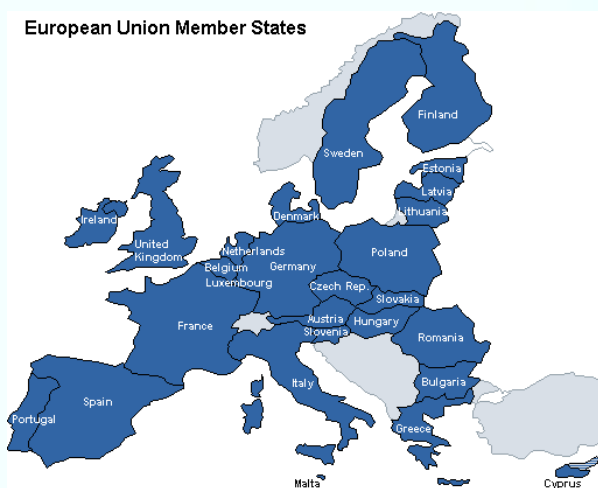 European Union Member States
Finland
Sweden
Estonia
Latvia
Lithuania
Denmark
Ireland
United
Kingdom
Netherlands
Belgium
Germany
Luxembourg
Poland
Czech Rep.
Slovakia
Austria
Hungary
Slovenia
France
Romania
Italy
Bulgaria
Spain
Portugal
Greece
Malta
Cyprus